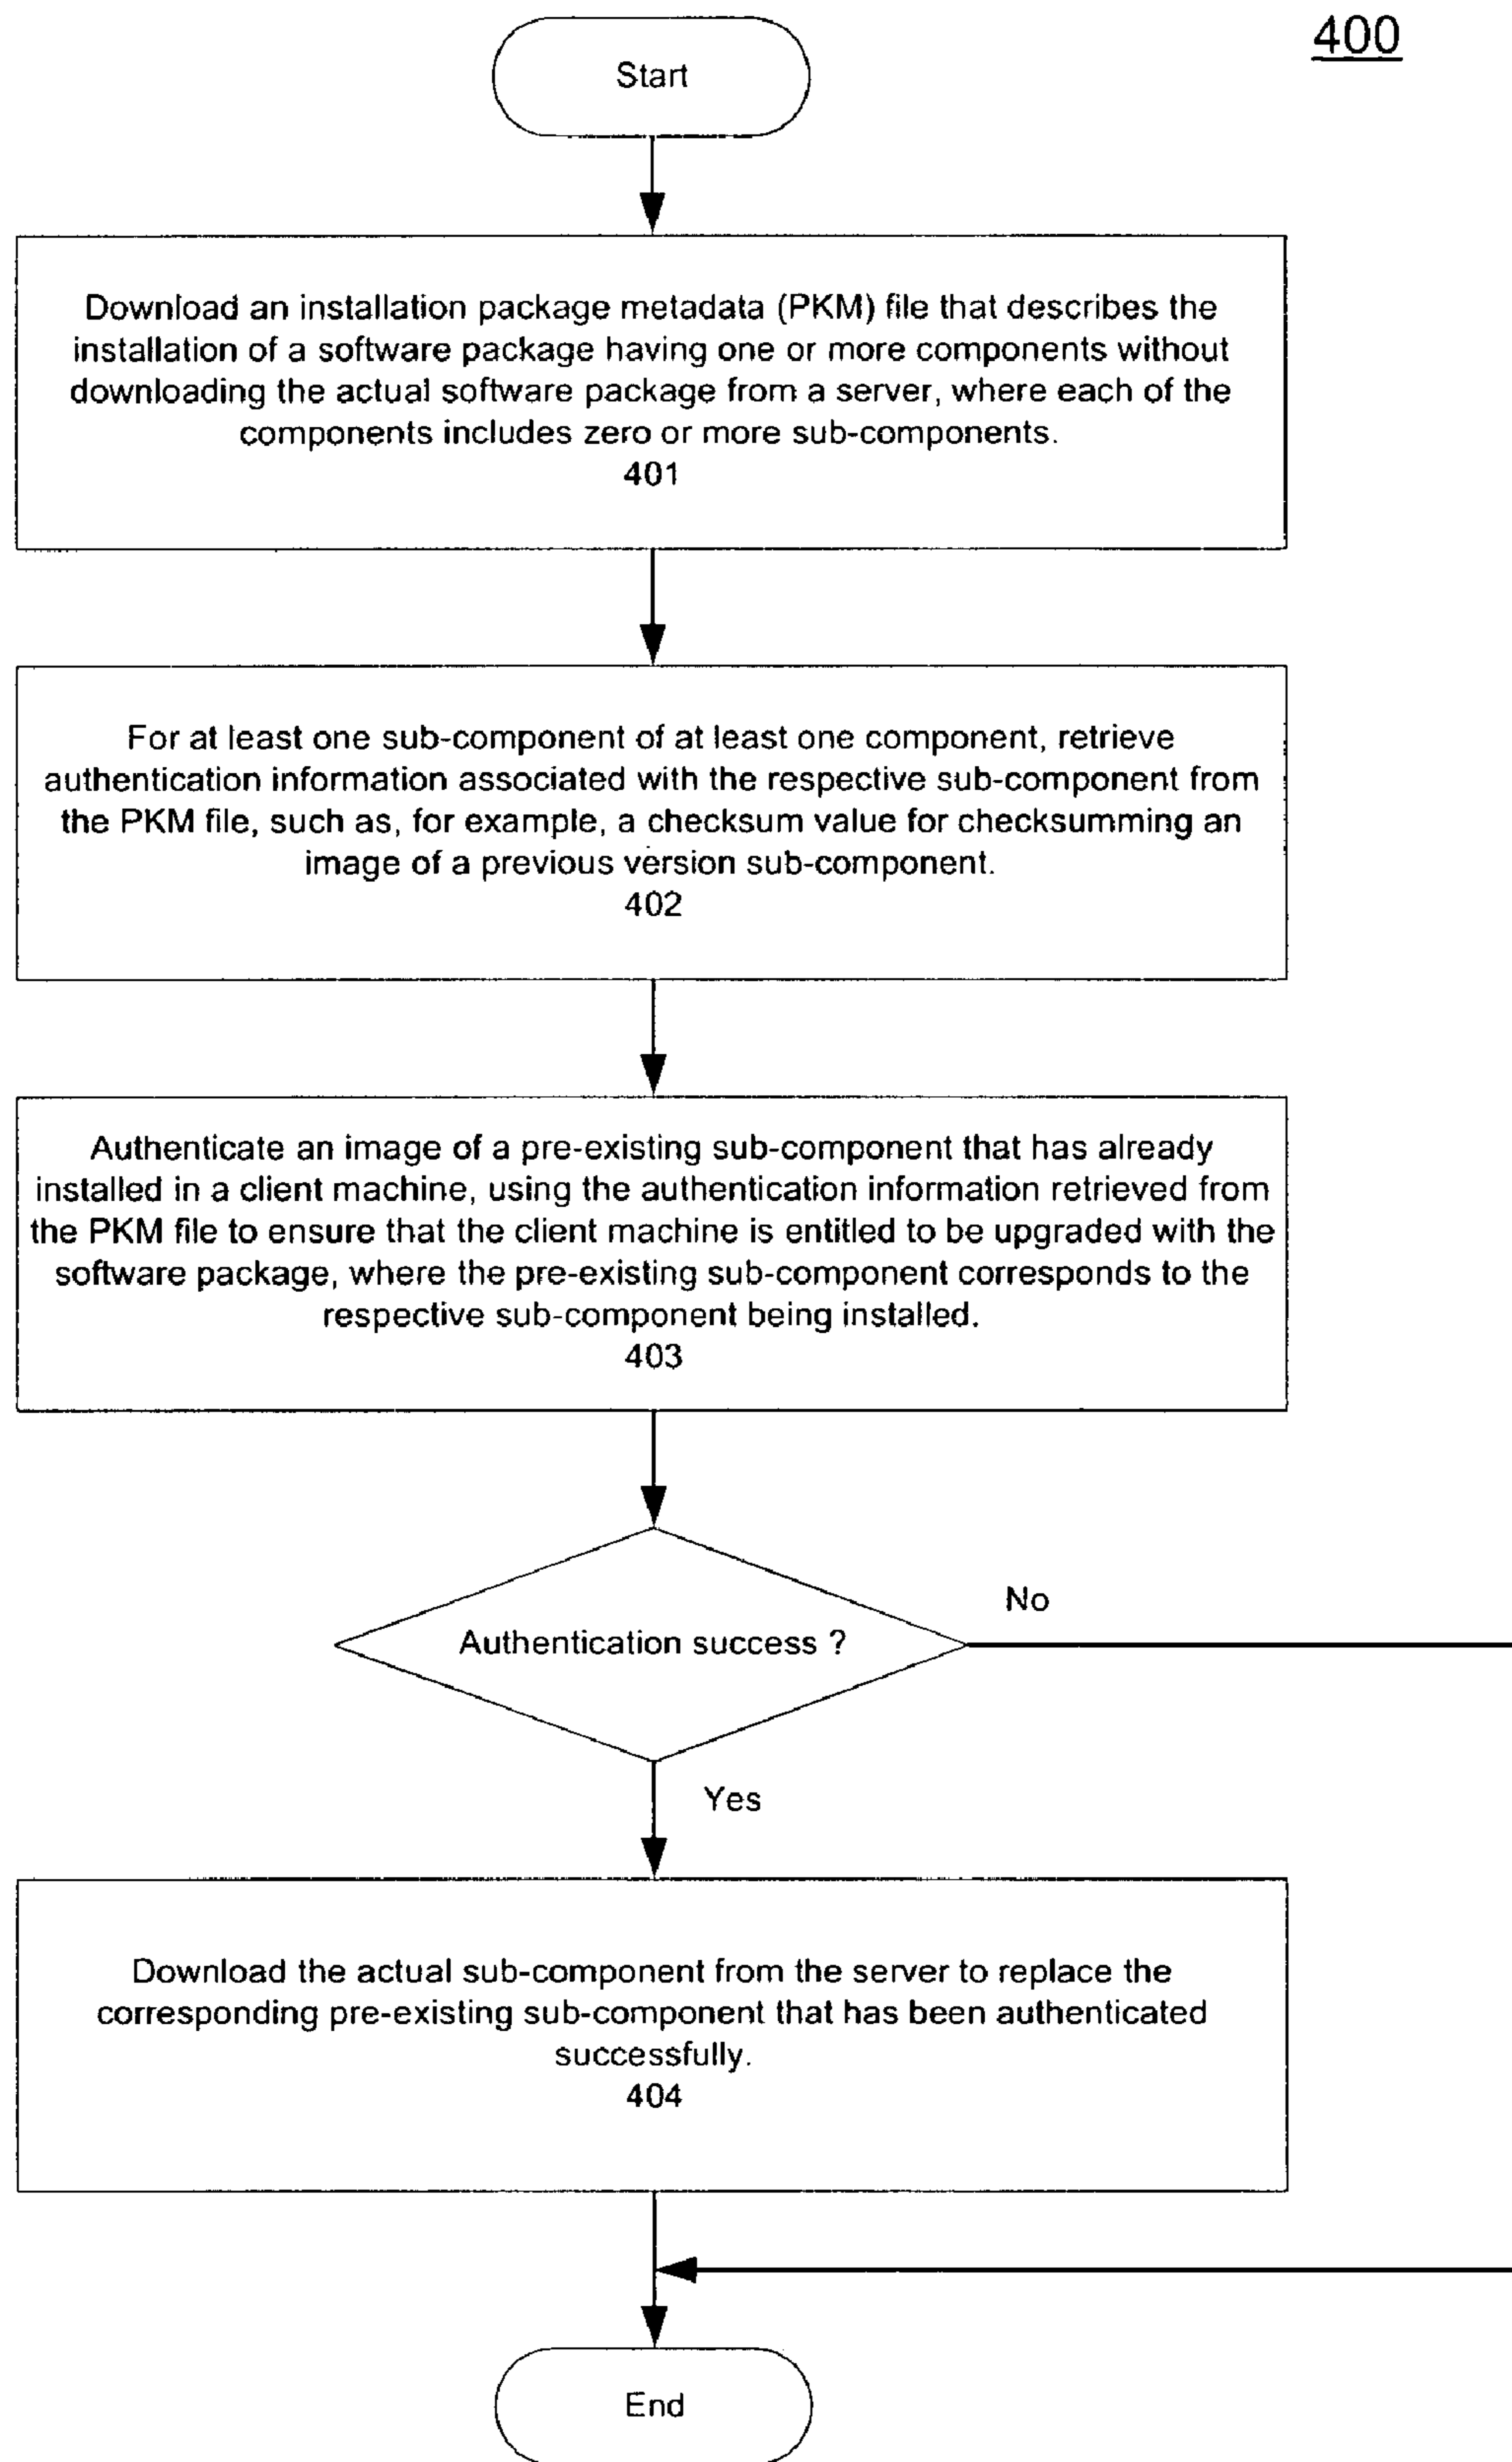 400
Start
Download an installation package metadata (PKM) file that describes the
installation of a software package having one or more components without
downloading the actual software package from a server, where each of the
components includes zero or more sub-components.
401
For at least one sub-component of at least one component, retrieve
authentication information associated with the respective sub-component from
the PKM file, such as, for example, a checksum value for checksumming an
image of a previous version sub-component.
402
Authenticate an image of a pre-existing sub-component that has already
installed in a client machine, using the authentication information retrieved from
the PKM file to ensure that the client machine is entitled to be upgraded with the
software package, where the pre-existing sub-component corresponds to the
respective sub-component being installed.
403
Authentication success ?
No
Yes
Download the actual sub-component from the server to replace the
corresponding pre-existing sub-component that has been authenticated
successfully.
404
End